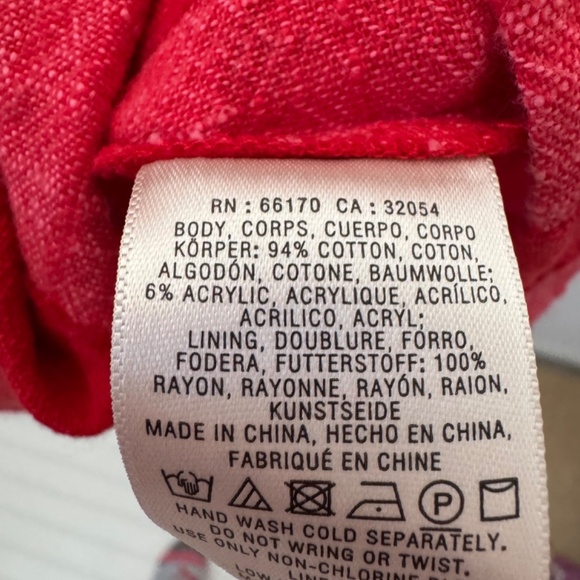 RN : 66170 CA : 32054
BODY, CORPS, CUERPO, CORPO
KÖRPER: 94% COTTON, COTON,
ALGODÓN, COTONE, BAUMWOLLE;
6% ACRYLIC, ACRYLIQUE, ACRÍLICO,
ACRILICO, ACRYL;
LINING, DOUBLURE, FORRO,
FODERA, FUTTERSTOFF: 100%
RAYON, RAYONNE, RAYÓN, RAION,
KUNSTSEIDE
MADE IN CHINA, HECHO EN CHINA,
FABRIQUÉ EN CHINE
P
HAND WASH COLD SEPARATELY.
DO NOT WRING OR TWIST.
USE ONLY NON-CHLORINE
LINE